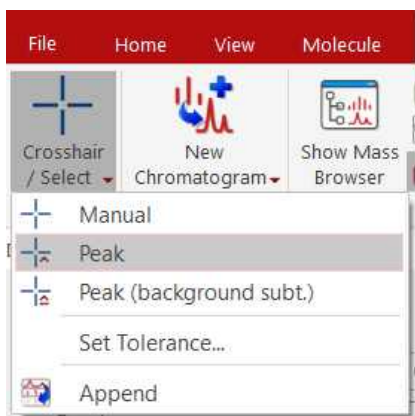 File Home View Molecule
Crosshair / Select
New Chromatogram
Show Mass Browser
Manual
Peak
Peak (background subt.)
Set Tolerance...
Append